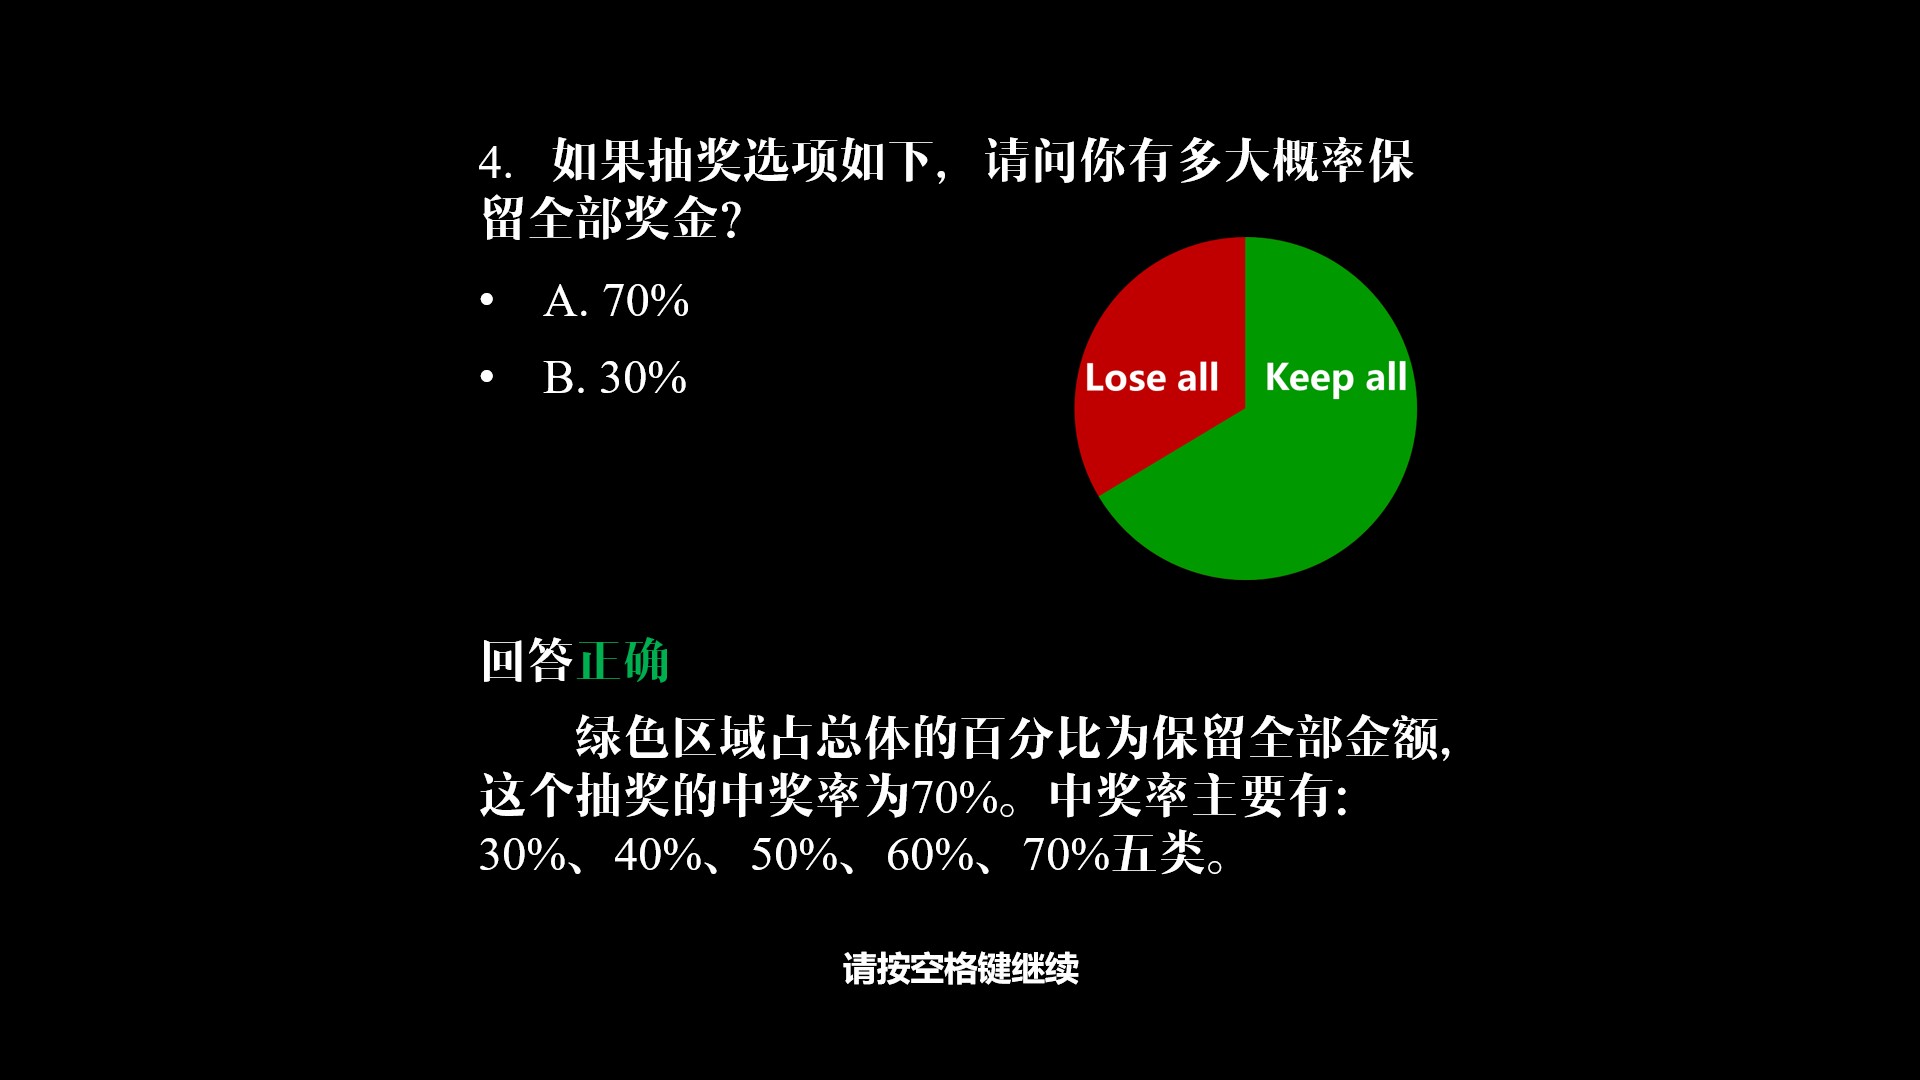 4. 如果抽奖选项如下，请问你有多大概率保
留全部奖金？
• A. 70%
• B. 30%
Lose all
Keep all
回答正确
绿色区域占总体的百分比为保留全部金额，
这个抽奖的中奖率为70%。中奖率主要有：
30%、40%、50%、60%、70%五类。
请按空格键继续